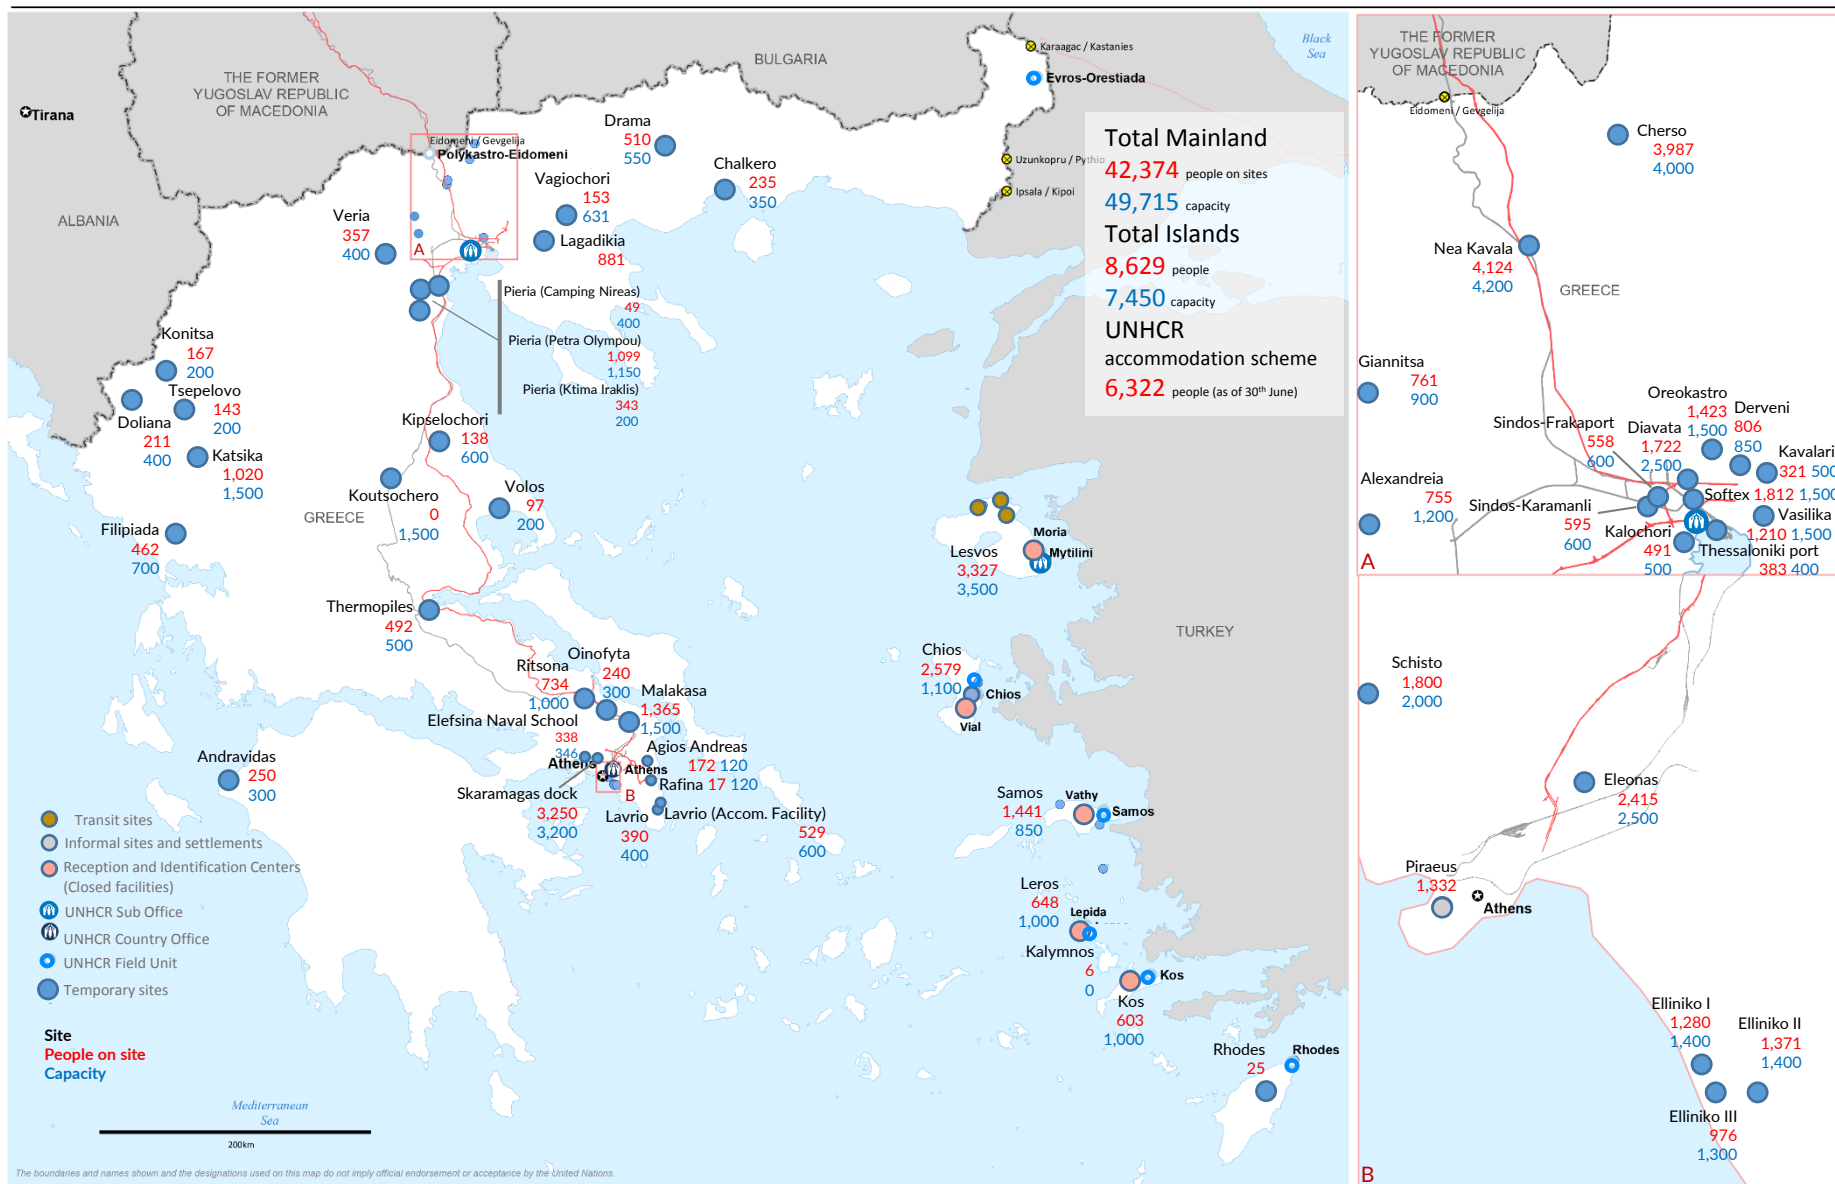 THE FORMER
YUGOSLAV REPUBLIC
OF MACEDONIA
BULGARIA
Black
Sea
Karaagac / Kastanies
Evros-Orestiada
Tirana
ALBANIA
Eidomeni / Gevgelija
Polykastro-Eidomeni
Drama
510
550
Chalkero
235
350
Vagiochori
153
631
Uzunkopru / Pythio
Ipsala / Kipoi
Veria
357
400
A
Lagadikia
881
Total Mainland
42,374 people on sites
49,715 capacity
Total Islands
8,629 people
7,450 capacity
UNHCR
accommodation scheme
6,322 people (as of 30th June)
Pieria (Camping Nireas)
49
400
Pieria (Petra Olympou)
1,099
1,150
Pieria (Ktima Iraklis)
343
200
Konitsa
167
200
Tsepelovo
143
200
Doliana
211
400
Katsika
1,020
1,500
Kipselochori
138
600
Koutsochero
0
1,500
GREECE
Volos
97
200
Filipiada
462
700
Moria
Mytilini
Lesvos
3,327
3,500
Thermopiles
492
500
TURKEY
Chios
2,579
1,100
Chios
Vial
Oinofyta
240
300
Ritsona
734
1,000
Malakasa
1,365
1,500
Elefsina Naval School
338
346
Athens
Athens
B
Agios Andreas
172 120
Rafina 17 120
Andravidas
250
300
Skaramagas dock
3,250
3,200
Lavrio
390
400
Lavrio (Accom. Facility)
529
600
Samos
1,441
850
Vathy
Samos
Leros
648
1,000
Lepida
Kalymnos
6
0
Kos
Kos
603
1,000
Rhodes
25
Rhodes
Transit sites
Informal sites and settlements
Reception and Identification Centers
(Closed facilities)
UNHCR Sub Office
UNHCR Country Office
UNHCR Field Unit
Temporary sites
Site
People on site
Capacity
Mediterranean
Sea
200km
The boundaries and names shown and the designations used on this map do not imply official endorsement or acceptance by the United Nations.
THE FORMER
YUGOSLAV REPUBLIC
OF MACEDONIA
Eidomeni / Gevgelija
Cherso
3,987
4,000
Nea Kavala
4,124
4,200
GREECE
Giannitsa
761
900
Oreokastro
1,423
1,500
Derveni
806
850
Sindos-Frakaport
558
600
Diavata
1,722
2,500
Kavalari
321 500
Alexandreia
755
1,200
Softex 1,812 1,500
Sindos-Karamanli
595
600
Vasilika
1,210 1,500
Kalochori
491
500
Thessaloniki port
383 400
A
Schisto
1,800
2,000
Eleonas
2,415
2,500
Piraeus
1,332
Athens
Elliniko I
1,280
1,400
Elliniko II
1,371
1,400
Elliniko III
976
1,300
B